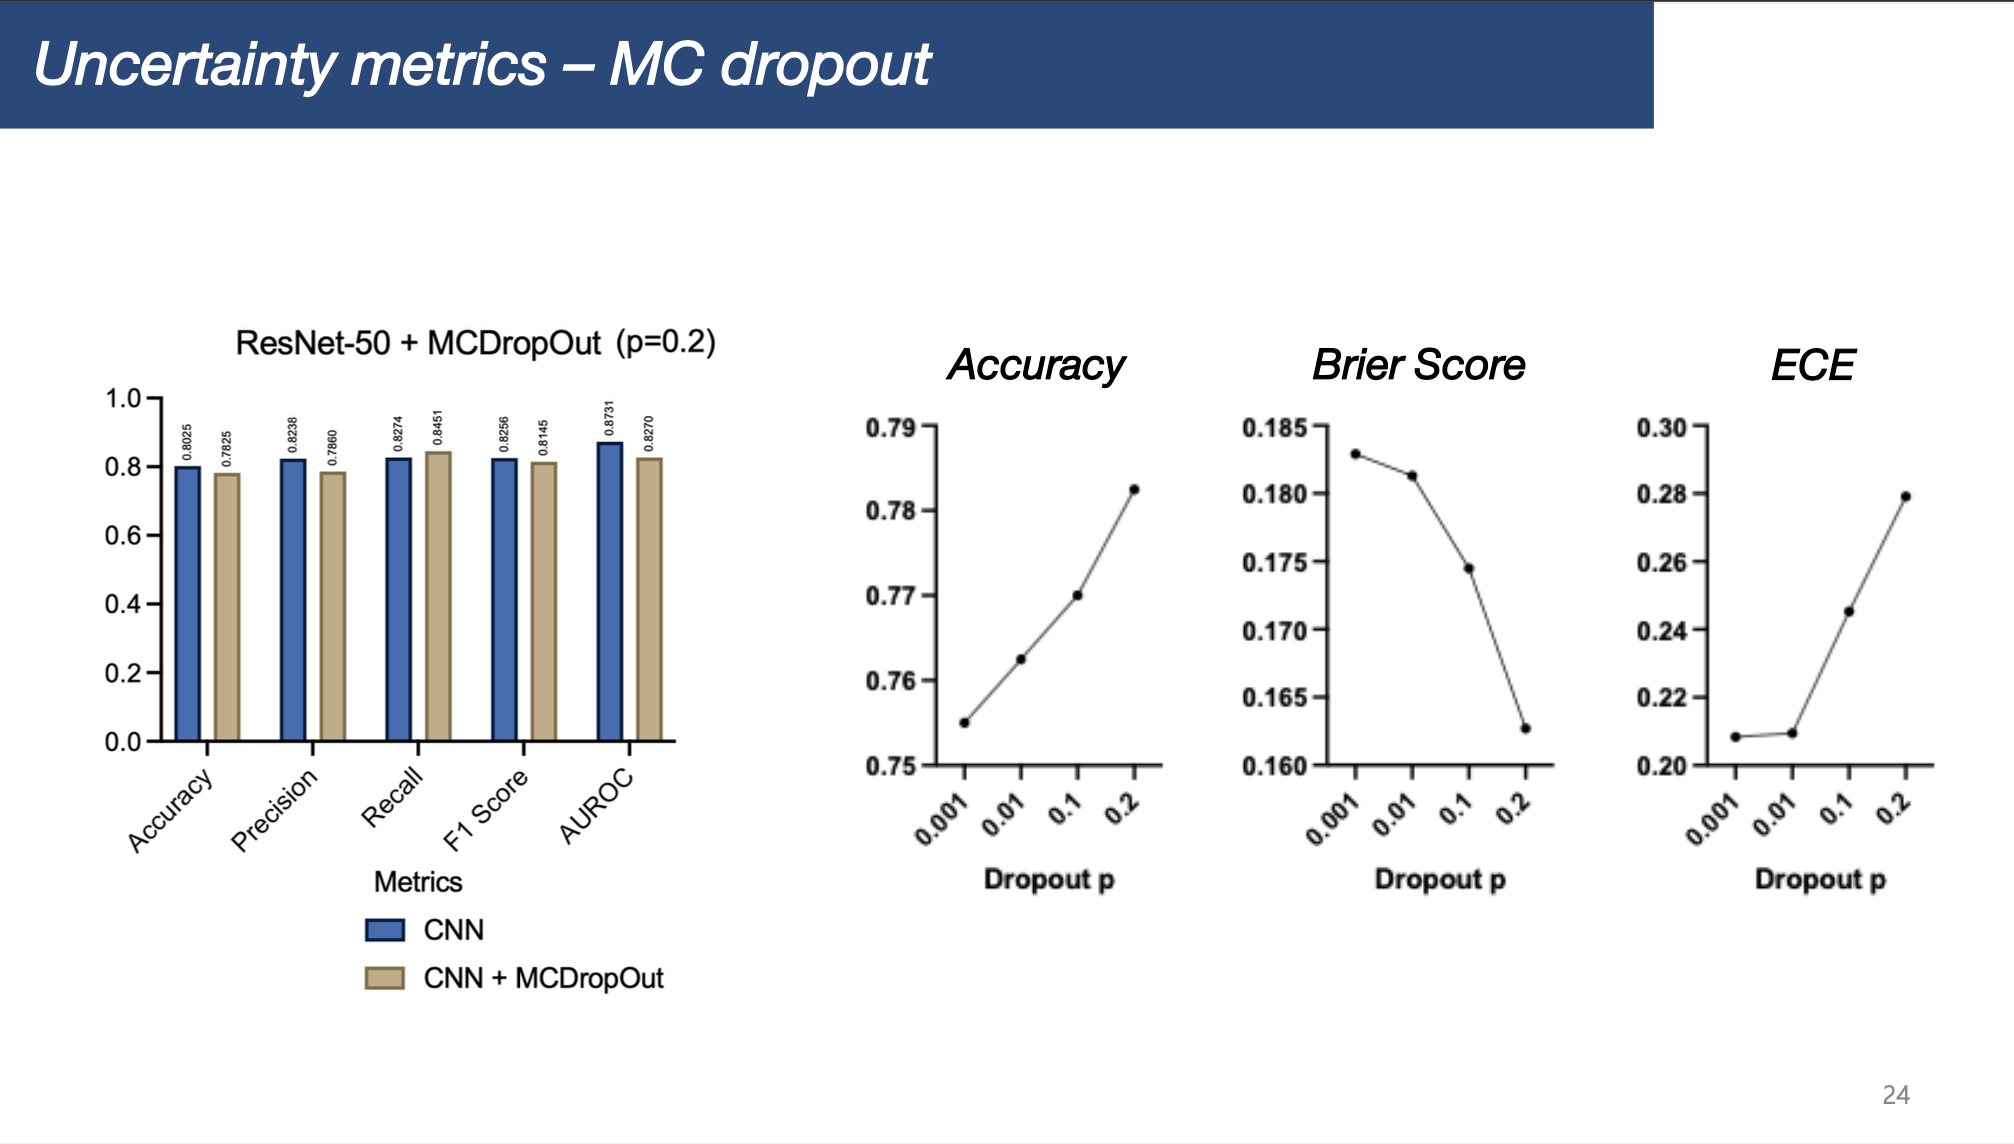 Uncertainty metrics – MC dropout
ResNet-50 + MCDropOut (p=0.2)
1.0
0.8
0.6
0.4
0.2
0.0
0.8025
0.7825
0.8238
0.7860
0.8274
0.8451
0.8256
0.8145
0.8731
0.8270
Accuracy
Precision
Recall
F1 Score
AUROC
Metrics
CNN
CNN + MCDropOut
Accuracy
0.79
0.78
0.77
0.76
0.75
0.001
0.01
0.1
0.2
Dropout p
Brier Score
0.185
0.180
0.175
0.170
0.165
0.160
0.001
0.01
0.1
0.2
Dropout p
ECE
0.30
0.28
0.26
0.24
0.22
0.20
0.001
0.01
0.1
0.2
Dropout p
24